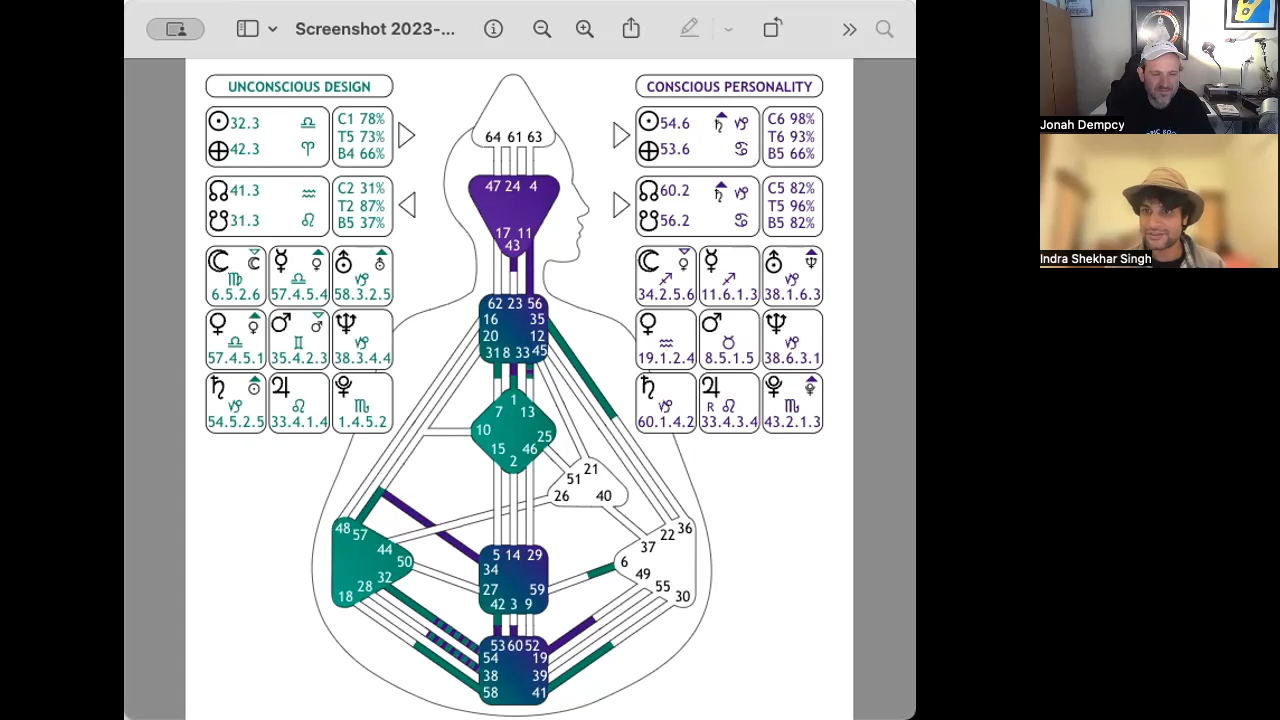 Screenshot 2023-...
UNCONSCIOUS DESIGN
CONSCIOUS PERSONALITY
32.3
42.3
C1 78%
T5 73%
B4 66%
41.3
31.3
C2 31%
T2 87%
B5 37%
6.5.2.6
57.4.5.4
58.3.2.5
57.4.5.1
35.4.2.3
38.3.4.4
54.5.2.5
33.4.1.4
1.4.5.2
54.6
53.6
C6 98%
T6 93%
B5 66%
60.2
56.2
C5 82%
T5 96%
B5 82%
34.2.5.6
11.6.1.3
38.1.6.3
19.1.2.4
8.5.1.5
38.6.3.1
60.1.4.2
R
33.4.3.4
43.2.1.3
64 61 63
47 24 4
17 11
43
62 23 56
16 35
20 12
31 8 33 45
1
7 13
10 25
15 46
2
21
51
26 40
48 57
44
50
32
28
18
36
22
37
6
49
55
30
5 14 29
34
27 59
42 3 9
53 60 52
54 19
38 39
58 41
Jonah Dempcy
Indra Shekhar Singh